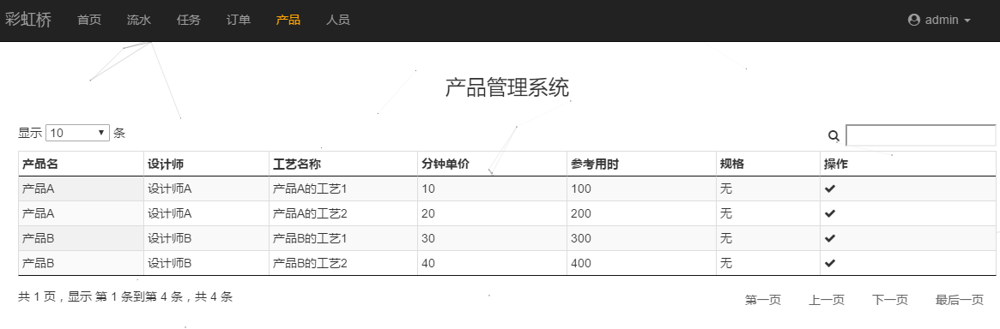 彩虹桥 首页 流水 任务 订单 产品 人员 admin
产品管理系统
显示 10 条
产品名 设计师 工艺名称 分钟单价 参考用时 规格 操作
产品A 设计师A 产品A的工艺1 10 100 无
产品A 设计师A 产品A的工艺2 20 200 无
产品B 设计师B 产品B的工艺1 30 300 无
产品B 设计师B 产品B的工艺2 40 400 无
共 1 页，显示 第 1 条到第 4 条，共 4 条 第一页 上一页 下一页 最后一页